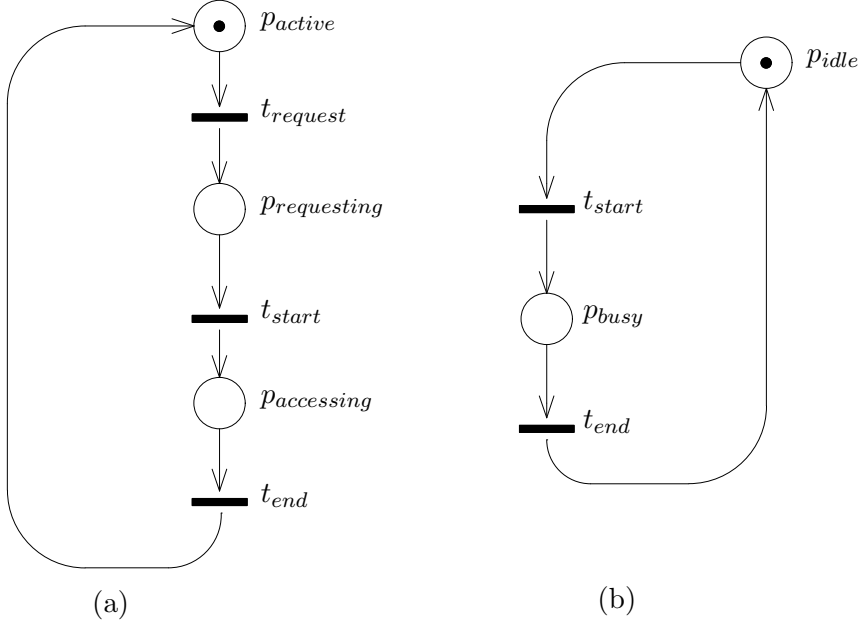 p_active
t_request
p_requesting
t_start
p_accessing
t_end
(a)
p_idle
t_start
p_busy
t_end
(b)